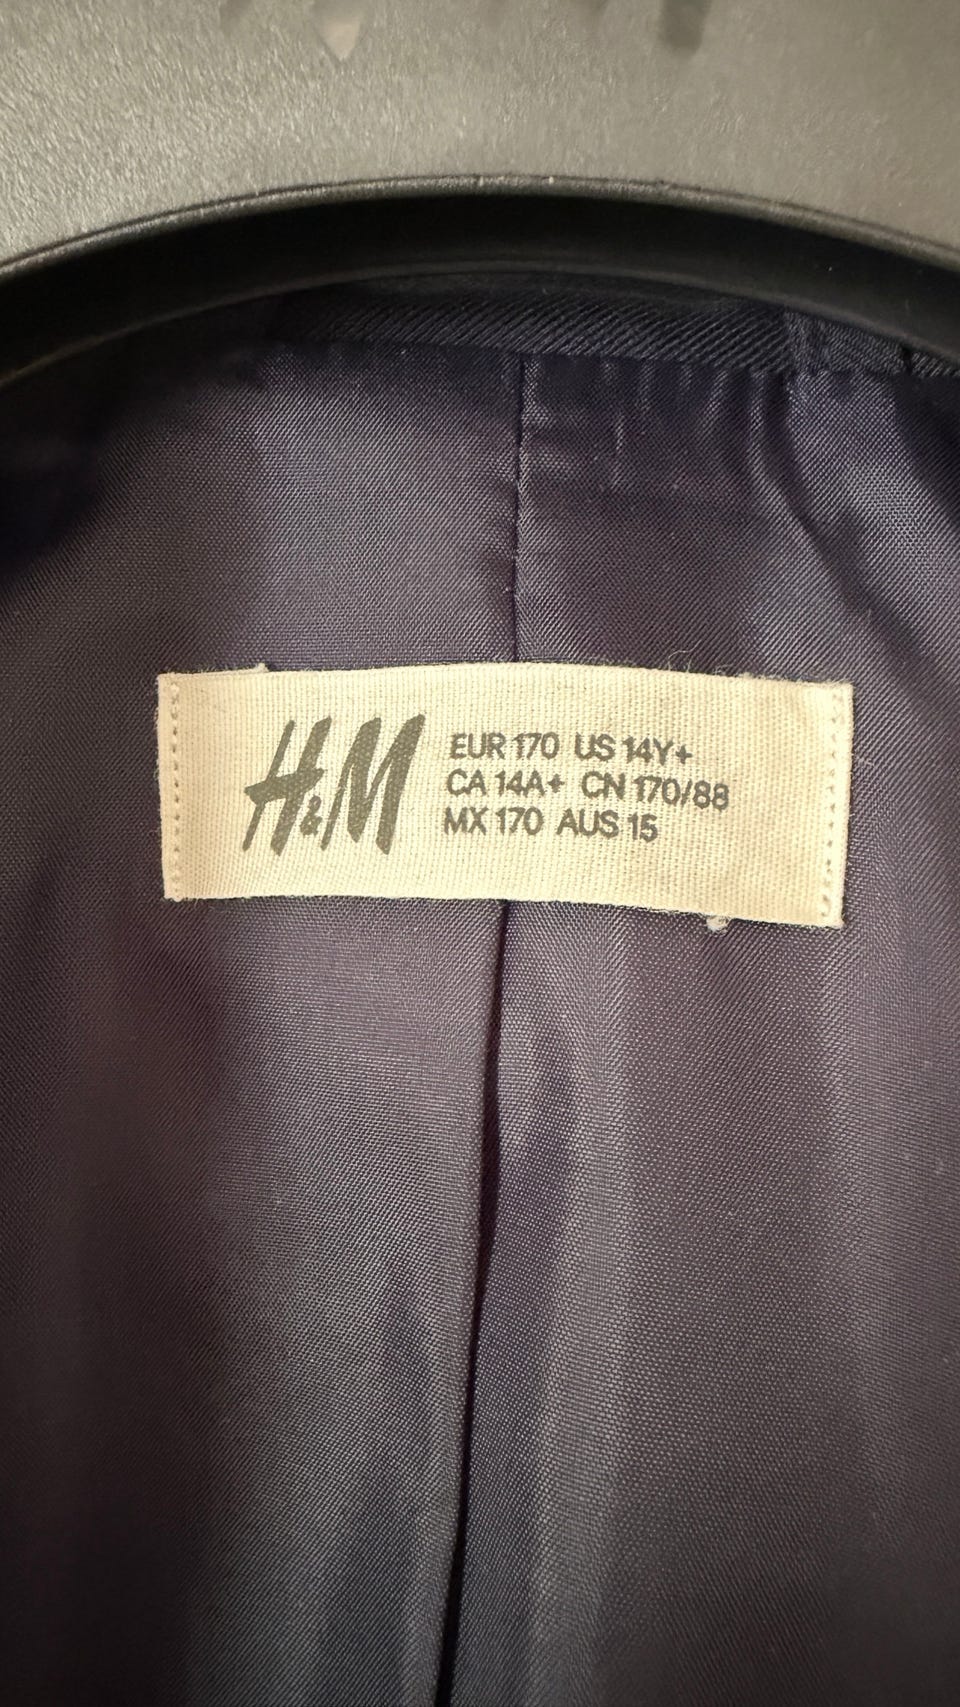 H&M
EUR 170 US 14Y+
CA 14A+ CN 170/88
MX 170 AUS 15